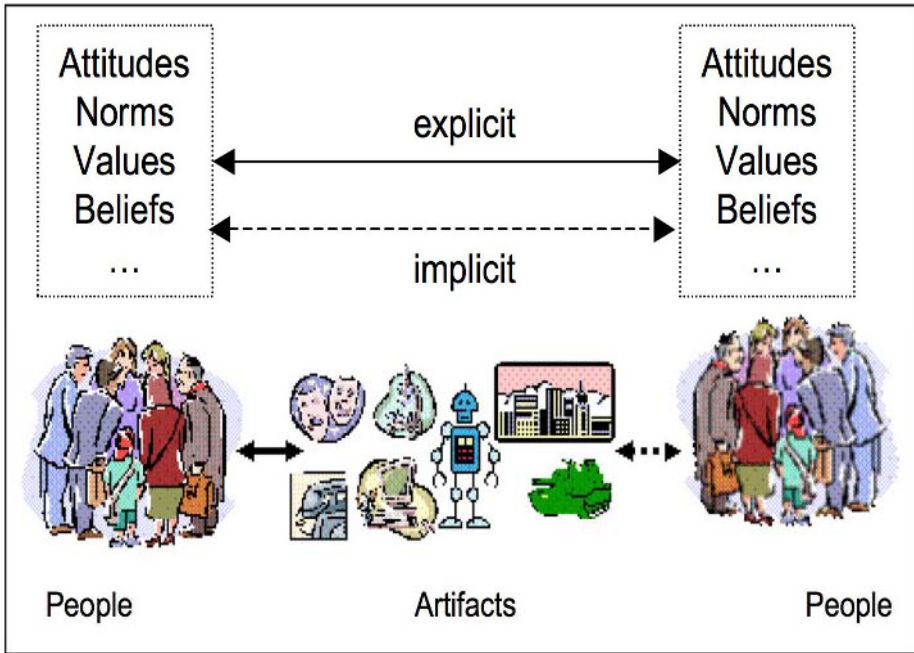 Attitudes
Norms
Values
Beliefs
...
explicit
implicit
Attitudes
Norms
Values
Beliefs
...
People
Artifacts
People